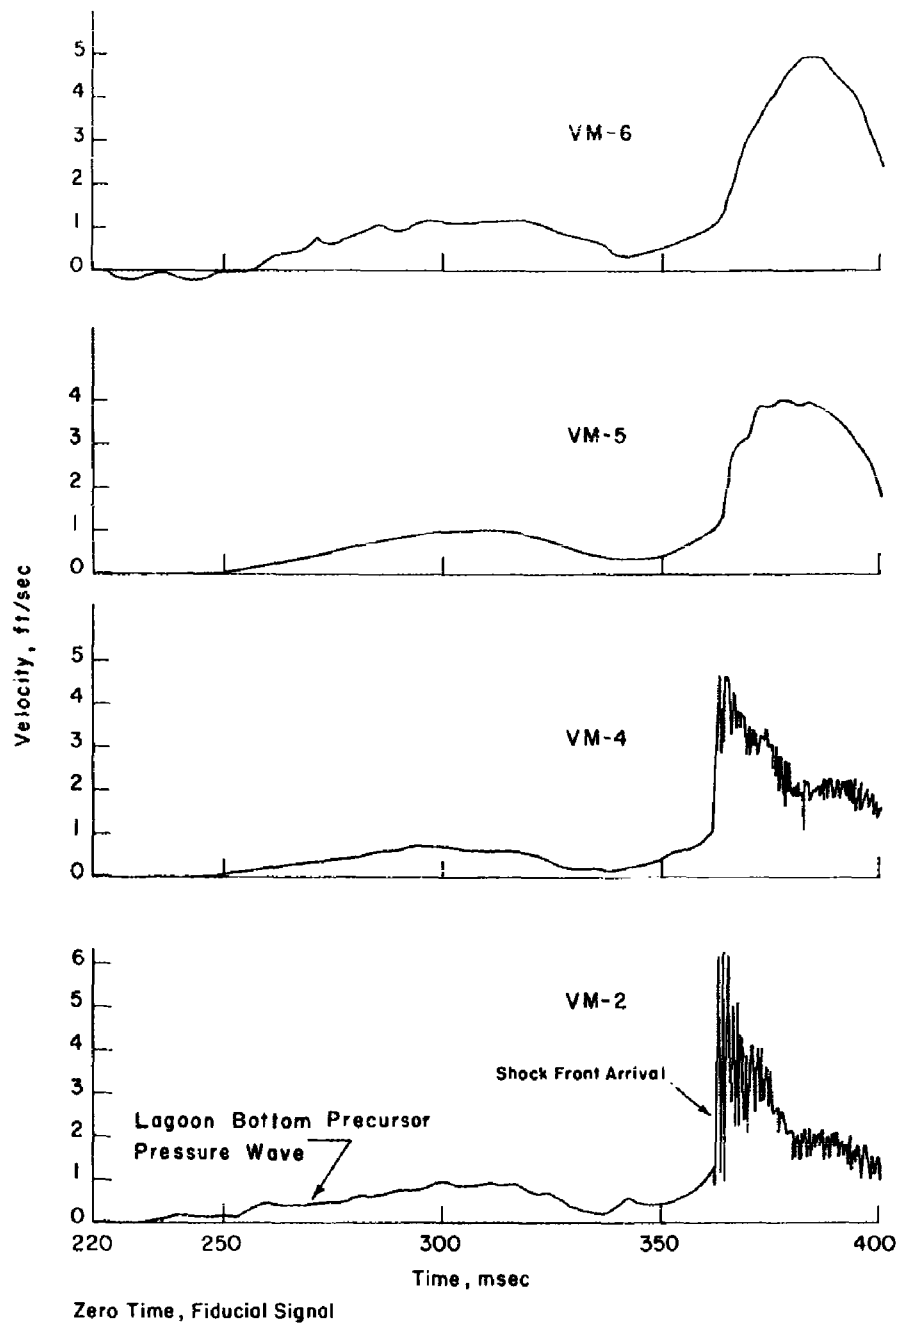 5
4
3
2
1
0
VM-6
4
3
2
1
0
VM-5
Velocity, ft/sec
5
4
3
2
1
0
VM-4
6
5
4
3
2
1
0
VM-2
Shock Front Arrival
Lagoon Bottom Precursor
Pressure Wave
220 250 300 350 400
Time, msec
Zero Time, Fiducial Signal